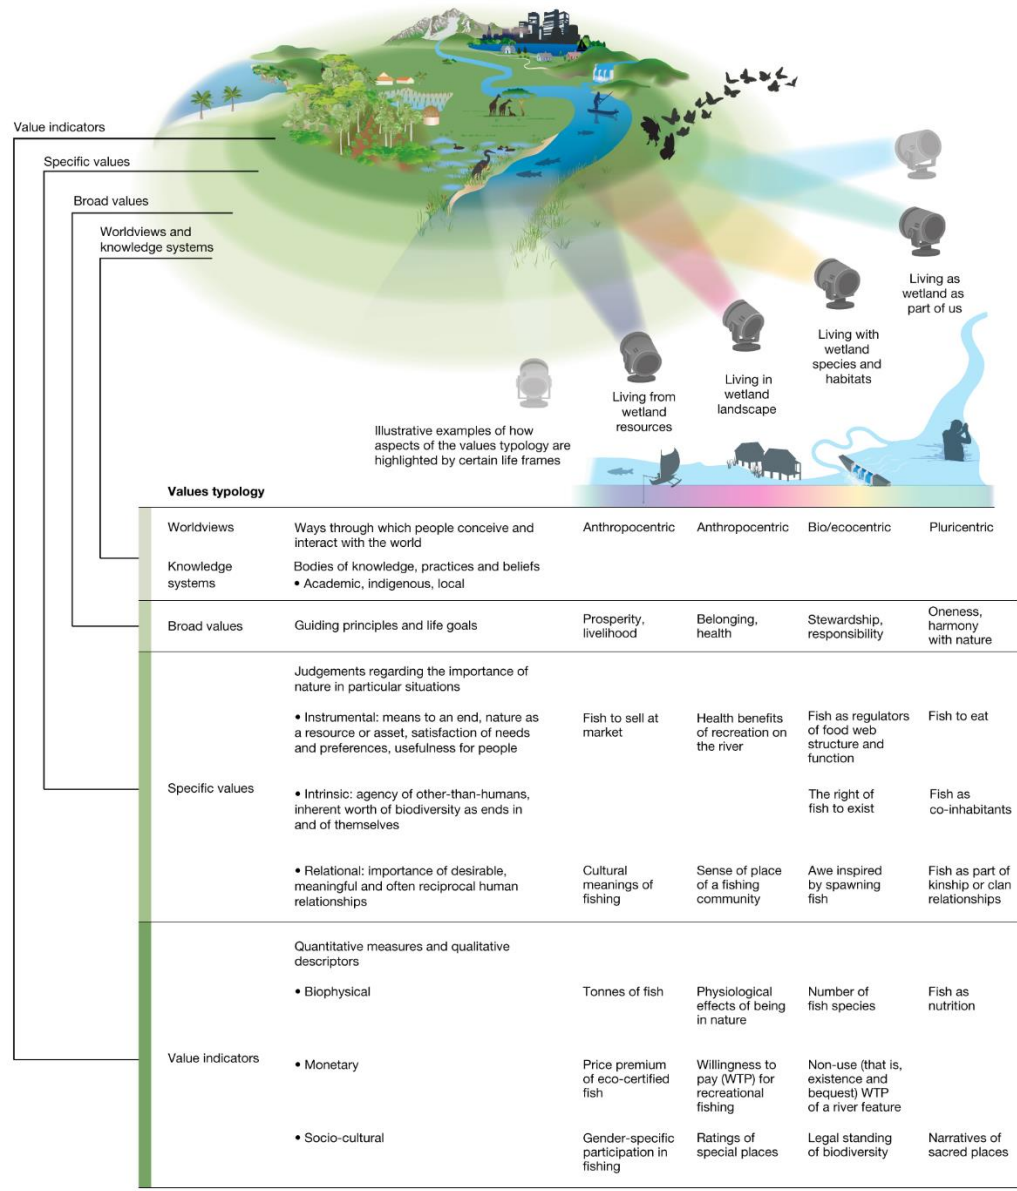 Value indicators
Specific values
Broad values
Worldviews and
knowledge systems
Living as
wetland as
part of us
Living with
wetland
species and
habitats
Living in
wetland
landscape
Living from
wetland
resources
Illustrative examples of how
aspects of the values typology are
highlighted by certain life frames
Values typology
Worldviews
Ways through which people conceive and
interact with the world
Anthropocentric
Anthropocentric
Bio/ecocentric
Pluricentric
Knowledge
systems
Bodies of knowledge, practices and beliefs
• Academic, indigenous, local
Broad values
Guiding principles and life goals
Prosperity,
livelihood
Belonging,
health
Stewardship,
responsibility
Oneness,
harmony
with nature
Specific values
Judgements regarding the importance of
nature in particular situations
• Instrumental: means to an end, nature as
a resource or asset, satisfaction of needs
and preferences, usefulness for people
Fish to sell at
market
Health benefits
of recreation on
the river
Fish as regulators
of food web
structure and
function
Fish to eat
• Intrinsic: agency of other-than-humans,
inherent worth of biodiversity as ends in
and of themselves
The right of
fish to exist
Fish as
co-inhabitants
• Relational: importance of desirable,
meaningful and often reciprocal human
relationships
Cultural
meanings of
fishing
Sense of place
of a fishing
community
Awe inspired
by spawning
fish
Fish as part of
kinship or clan
relationships
Value indicators
Quantitative measures and qualitative
descriptors
• Biophysical
Tonnes of fish
Physiological
effects of being
in nature
Number of
fish species
Fish as
nutrition
• Monetary
Price premium
of eco-certified
fish
Willingness to
pay (WTP) for
recreational
fishing
Non-use (that is,
existence and
bequest) WTP
of a river feature
• Socio-cultural
Gender-specific
participation in
fishing
Ratings of
special places
Legal standing
of biodiversity
Narratives of
sacred places